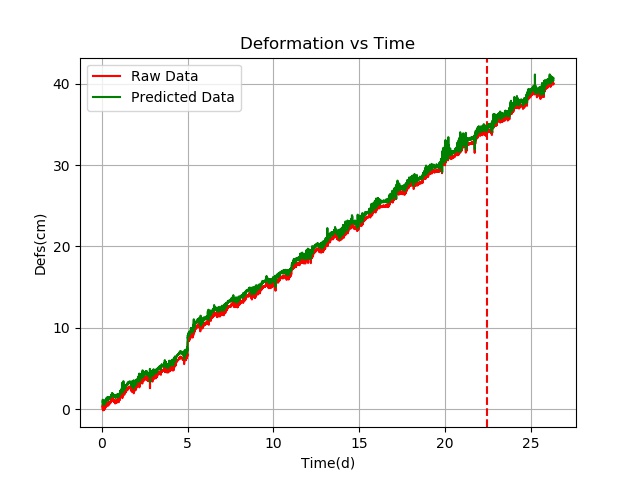 Deformation vs Time
Raw Data
Predicted Data
Defs(cm)
40
30
20
10
0
0 5 10 15 20 25
Time(d)